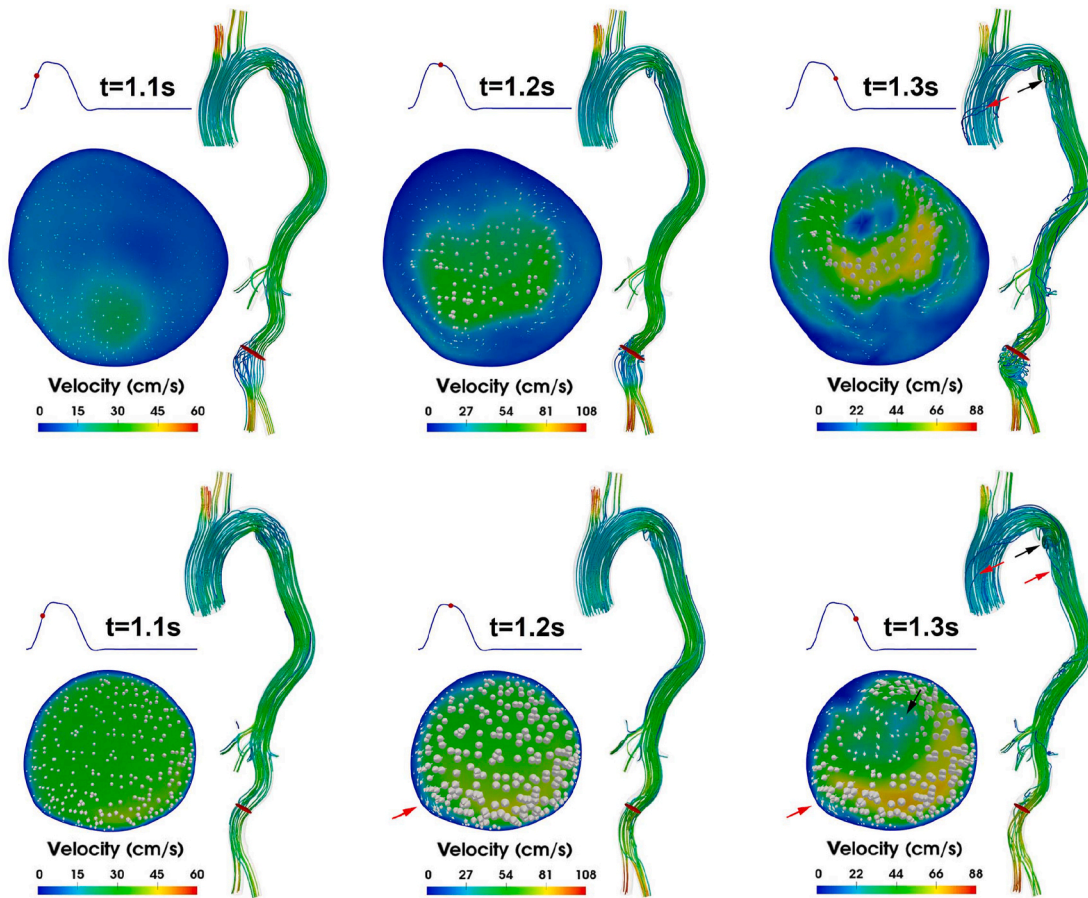 t=1.1s
t=1.2s
t=1.3s
Velocity (cm/s)
0 15 30 45 60
Velocity (cm/s)
0 27 54 81 108
Velocity (cm/s)
0 22 44 66 88
t=1.1s
t=1.2s
t=1.3s
Velocity (cm/s)
0 15 30 45 60
Velocity (cm/s)
0 27 54 81 108
Velocity (cm/s)
0 22 44 66 88